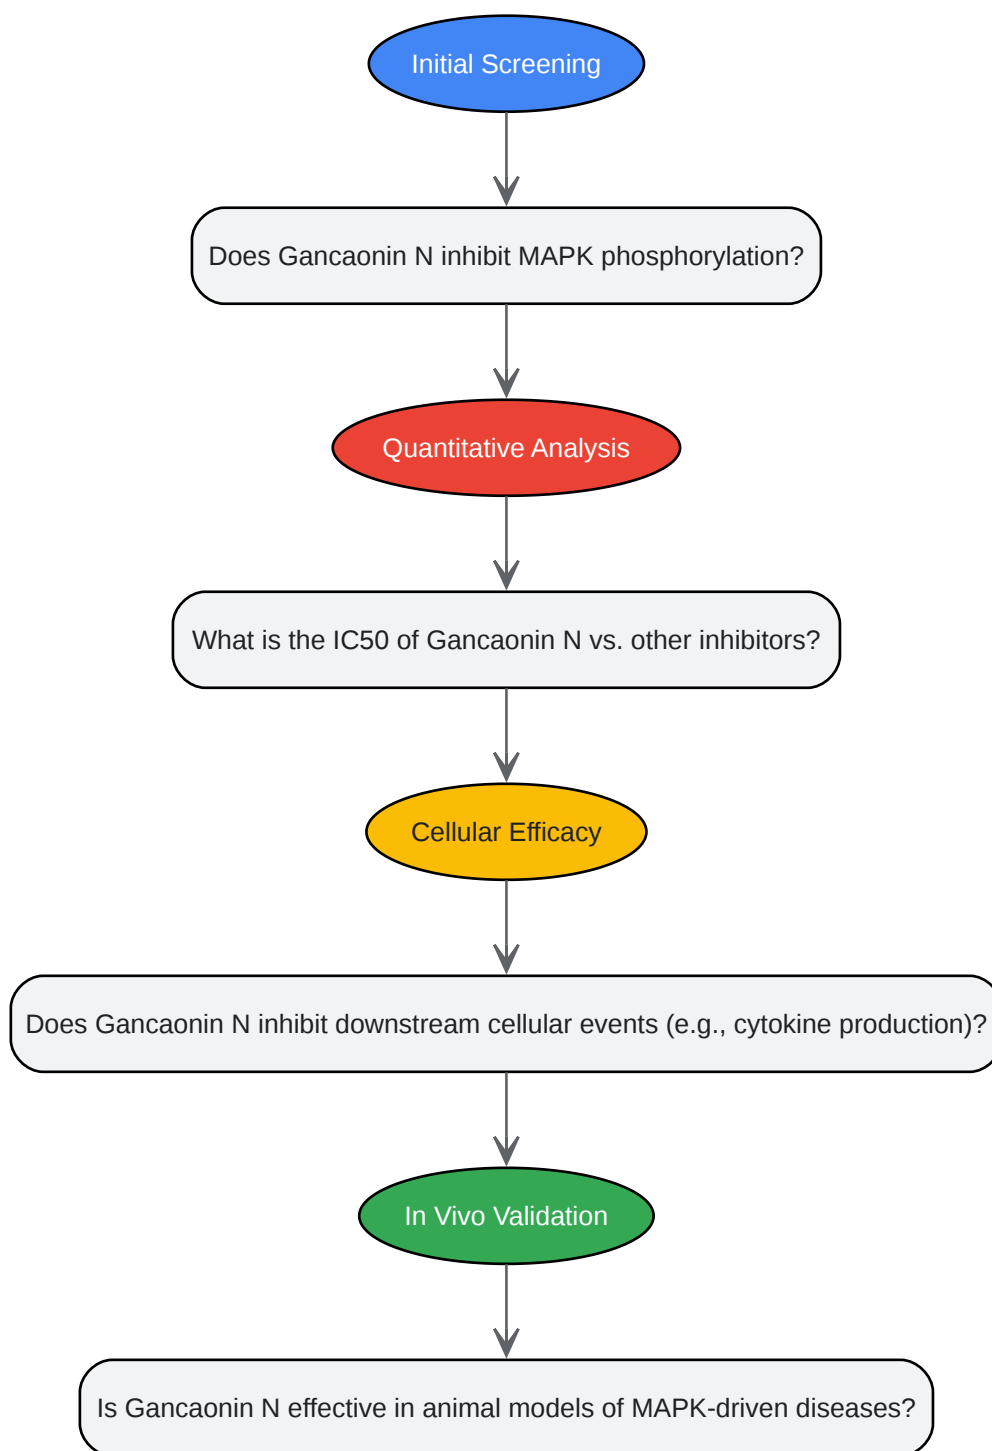 Initial Screening
Does Gancaonin N inhibit MAPK phosphorylation?
Quantitative Analysis
What is the IC50 of Gancaonin N vs. other inhibitors?
Cellular Efficacy
Does Gancaonin N inhibit downstream cellular events (e.g., cytokine production)?
In Vivo Validation
Is Gancaonin N effective in animal models of MAPK-driven diseases?